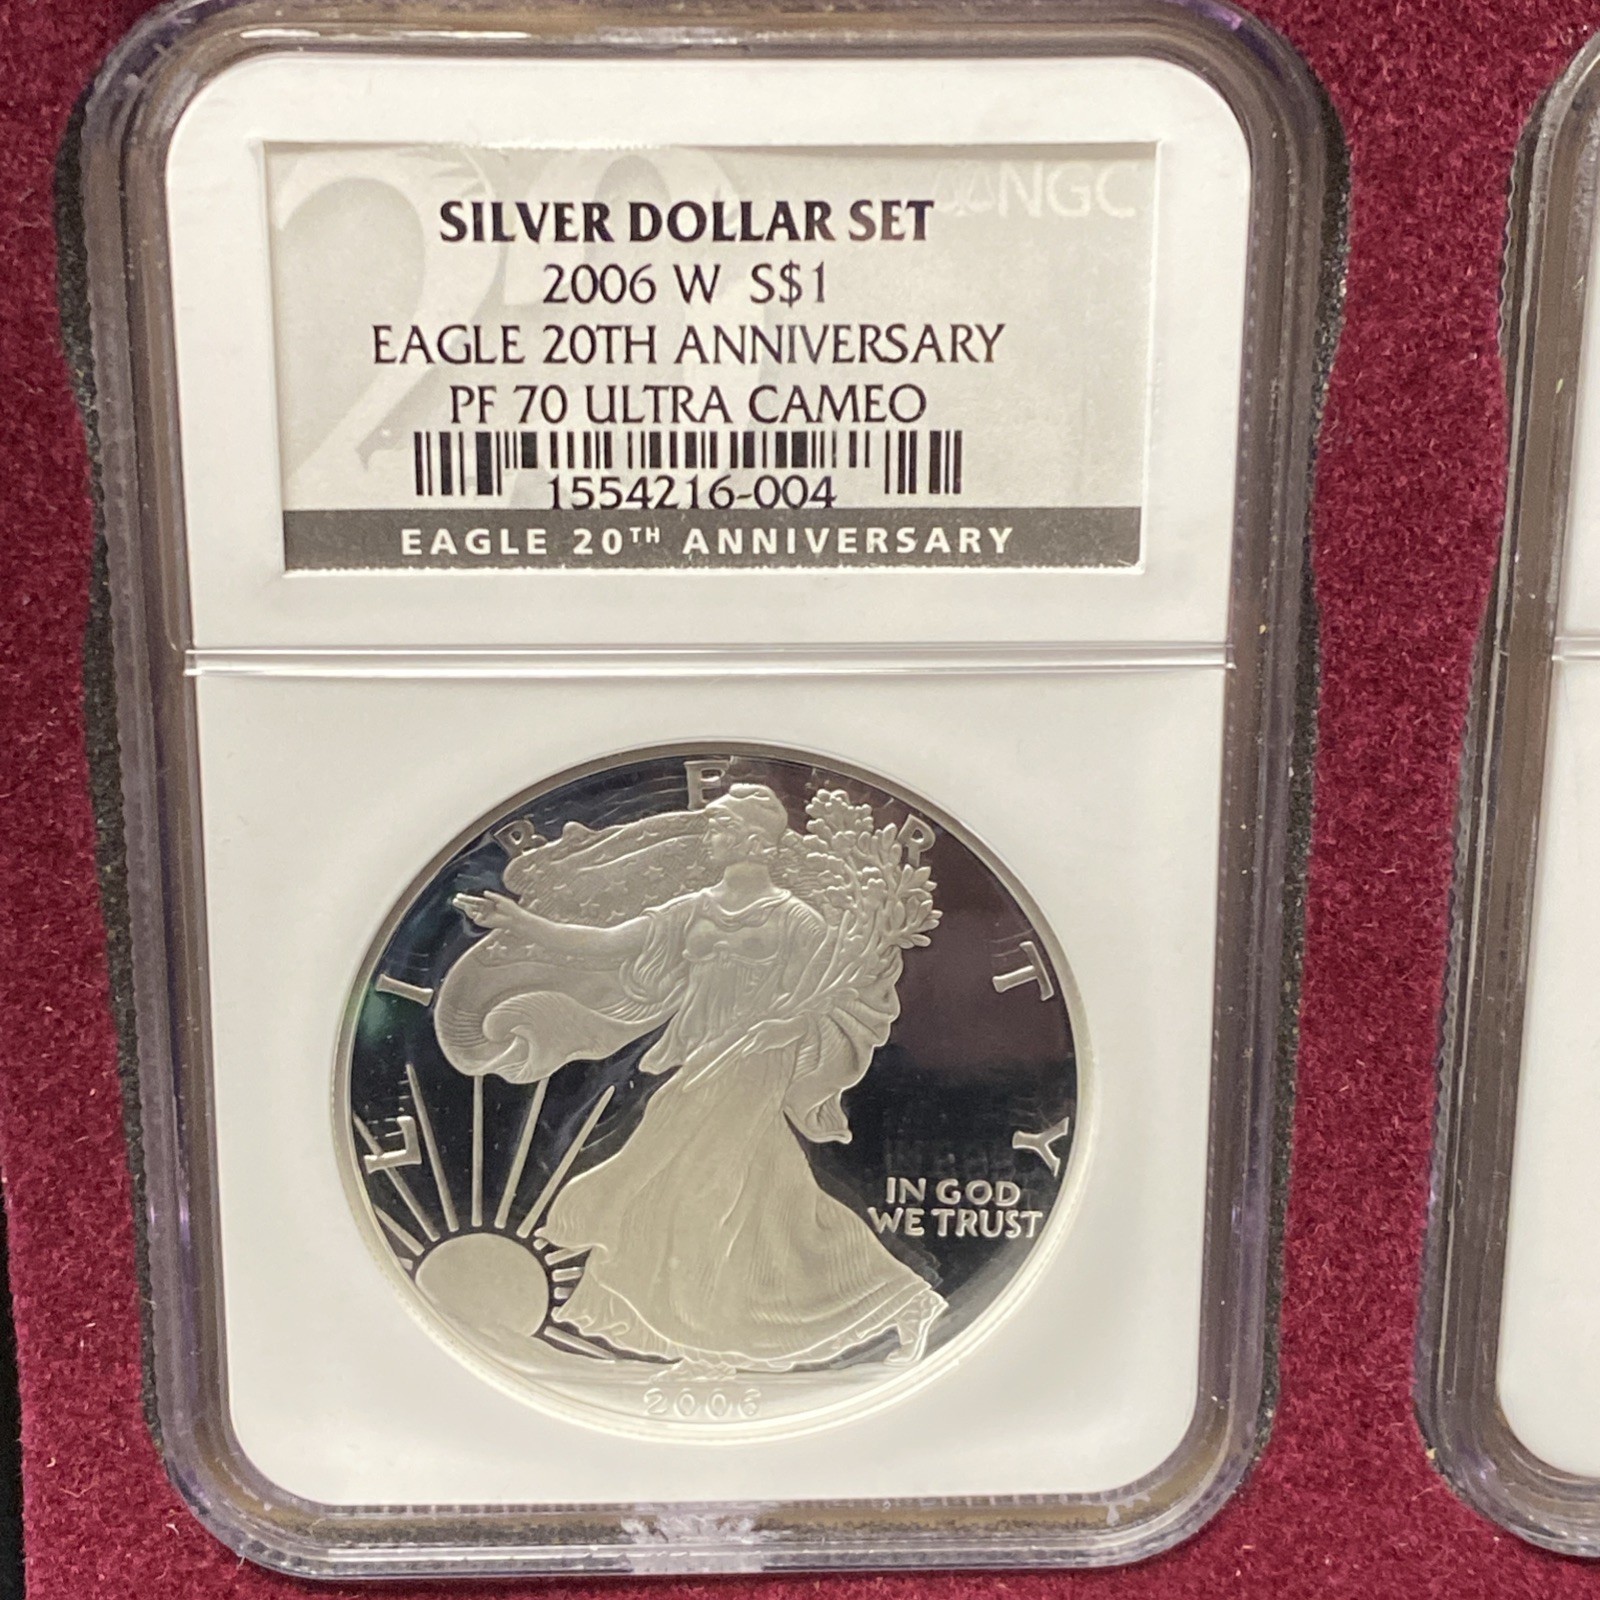 20
NGC
SILVER DOLLAR SET
2006 W S$1
EAGLE 20TH ANNIVERSARY
PF 70 ULTRA CAMEO
1554216-004
EAGLE 20TH ANNIVERSARY
LIBERTY
IN GOD
WE TRUST
2006